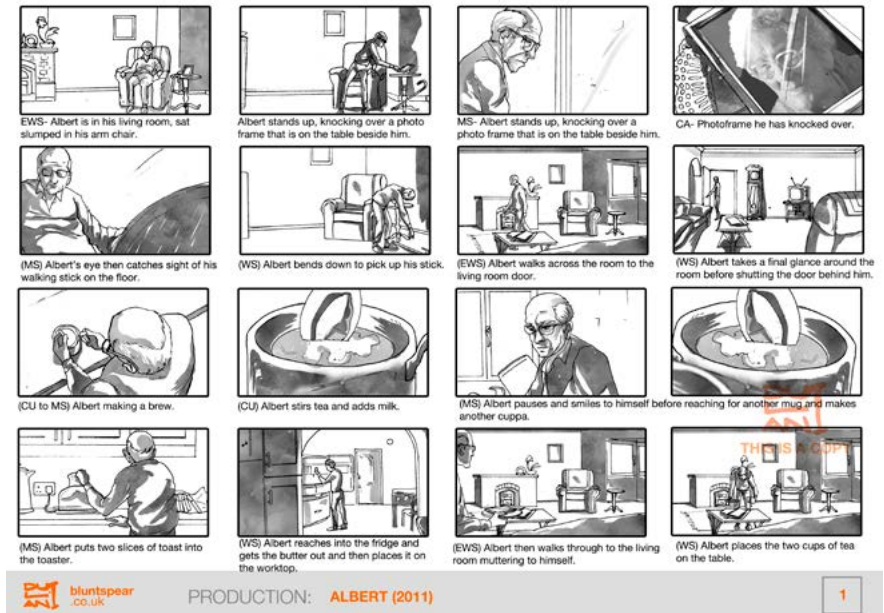 EWS- Albert is in his living room, sat
slumped in his arm chair.
Albert stands up, knocking over a photo
frame that is on the table beside him.
MS- Albert stands up, knocking over a
photo frame that is on the table beside him.
CA- Photoframe he has knocked over.
(MS) Albert's eye then catches sight of his
walking stick on the floor.
(WS) Albert bends down to pick up his stick.
(EWS) Albert walks across the room to the
living room door.
(WS) Albert takes a final glance around the
room before shutting the door behind him.
(CU to MS) Albert making a brew.
(CU) Albert stirs tea and adds milk.
(MS) Albert pauses and smiles to himself before reaching for another mug and makes
another cuppa.
THIS IS A COPY
(MS) Albert puts two slices of toast into
the toaster.
(WS) Albert reaches into the fridge and
gets the butter out and then places it on
the worktop.
(EWS) Albert then walks through to the living
room muttering to himself.
(WS) Albert places the two cups of tea
on the table.
bluntspear
.co.uk
PRODUCTION: ALBERT (2011)
1